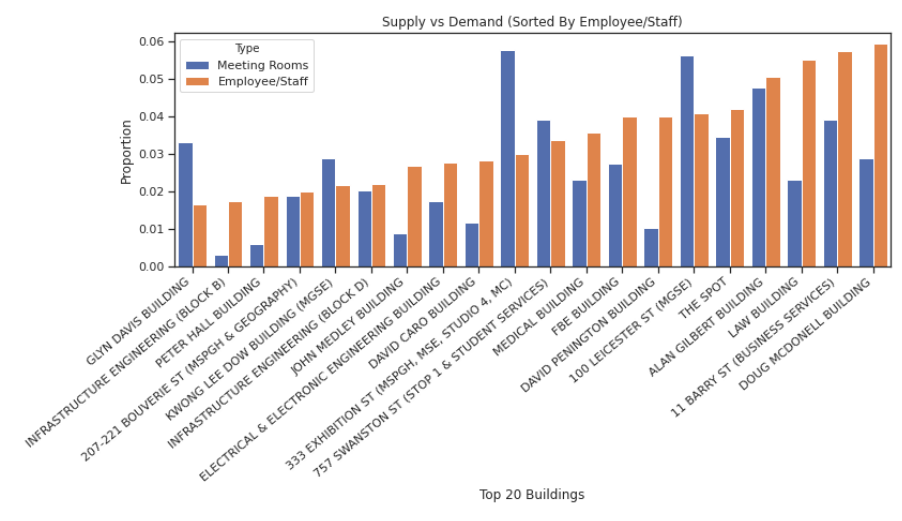 Supply vs Demand (Sorted By Employee/Staff)
Type
Meeting Rooms
Employee/Staff
Proportion
0.06
0.05
0.04
0.03
0.02
0.01
0.00
GLYN DAVIS BUILDING
INFRASTRUCTURE ENGINEERING (BLOCK B)
PETER HALL BUILDING
207-221 BOUVERIE ST (MSPGH & GEOGRAPHY)
KWONG LEE DOW BUILDING (MGSE)
INFRASTRUCTURE ENGINEERING (BLOCK D)
JOHN MEDLEY BUILDING
ELECTRICAL & ELECTRONIC ENGINEERING BUILDING
DAVID CARO BUILDING
333 EXHIBITION ST (MSPGH, MSE, STUDIO 4, MC)
757 SWANSTON ST (STOP 1 & STUDENT SERVICES)
MEDICAL BUILDING
FBE BUILDING
DAVID PENINGTON BUILDING
100 LEICESTER ST (MGSE)
THE SPOT
ALAN GILBERT BUILDING
LAW BUILDING
11 BARRY ST (BUSINESS SERVICES)
DOUG MCDONELL BUILDING
Top 20 Buildings